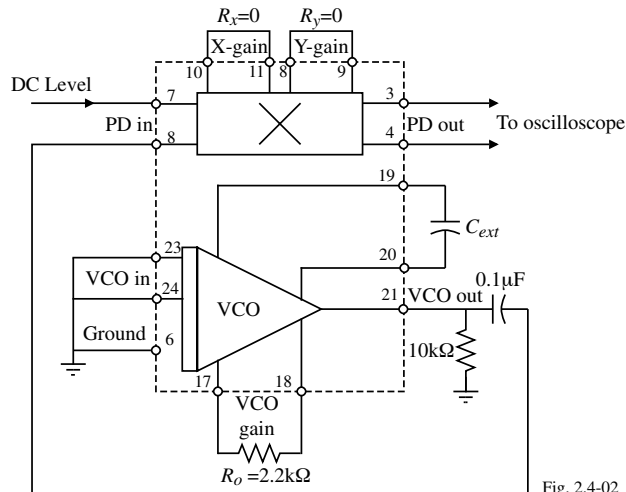 Rx=0 Ry=0
X-gain Y-gain
10 11 8 9
DC Level
7 3
PD in PD out
To oscilloscope
8 4
19
Cext
23 20
VCO in
24 21 VCO out 0.1µF
VCO
Ground 6
10kΩ
17 18
VCO
gain
Ro=2.2kΩ
Fig. 2.4-02